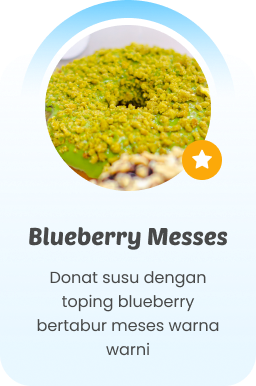 Blueberry Messes
Donat susu dengan
toping blueberry
bertabur meses warna
warni